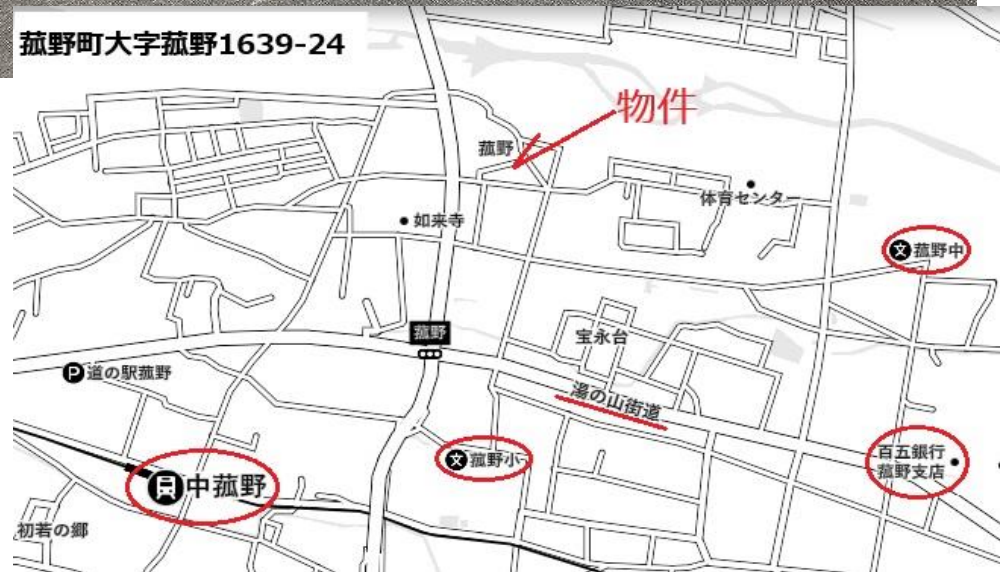 菰野町大字菰野1639-24
物件
菰野
体育センター
如来寺
文 菰野中
菰野
宝永台
P 道の駅菰野
湯の山街道
文 菰野小
百五銀行
菰野支店
中菰野
初若の郷